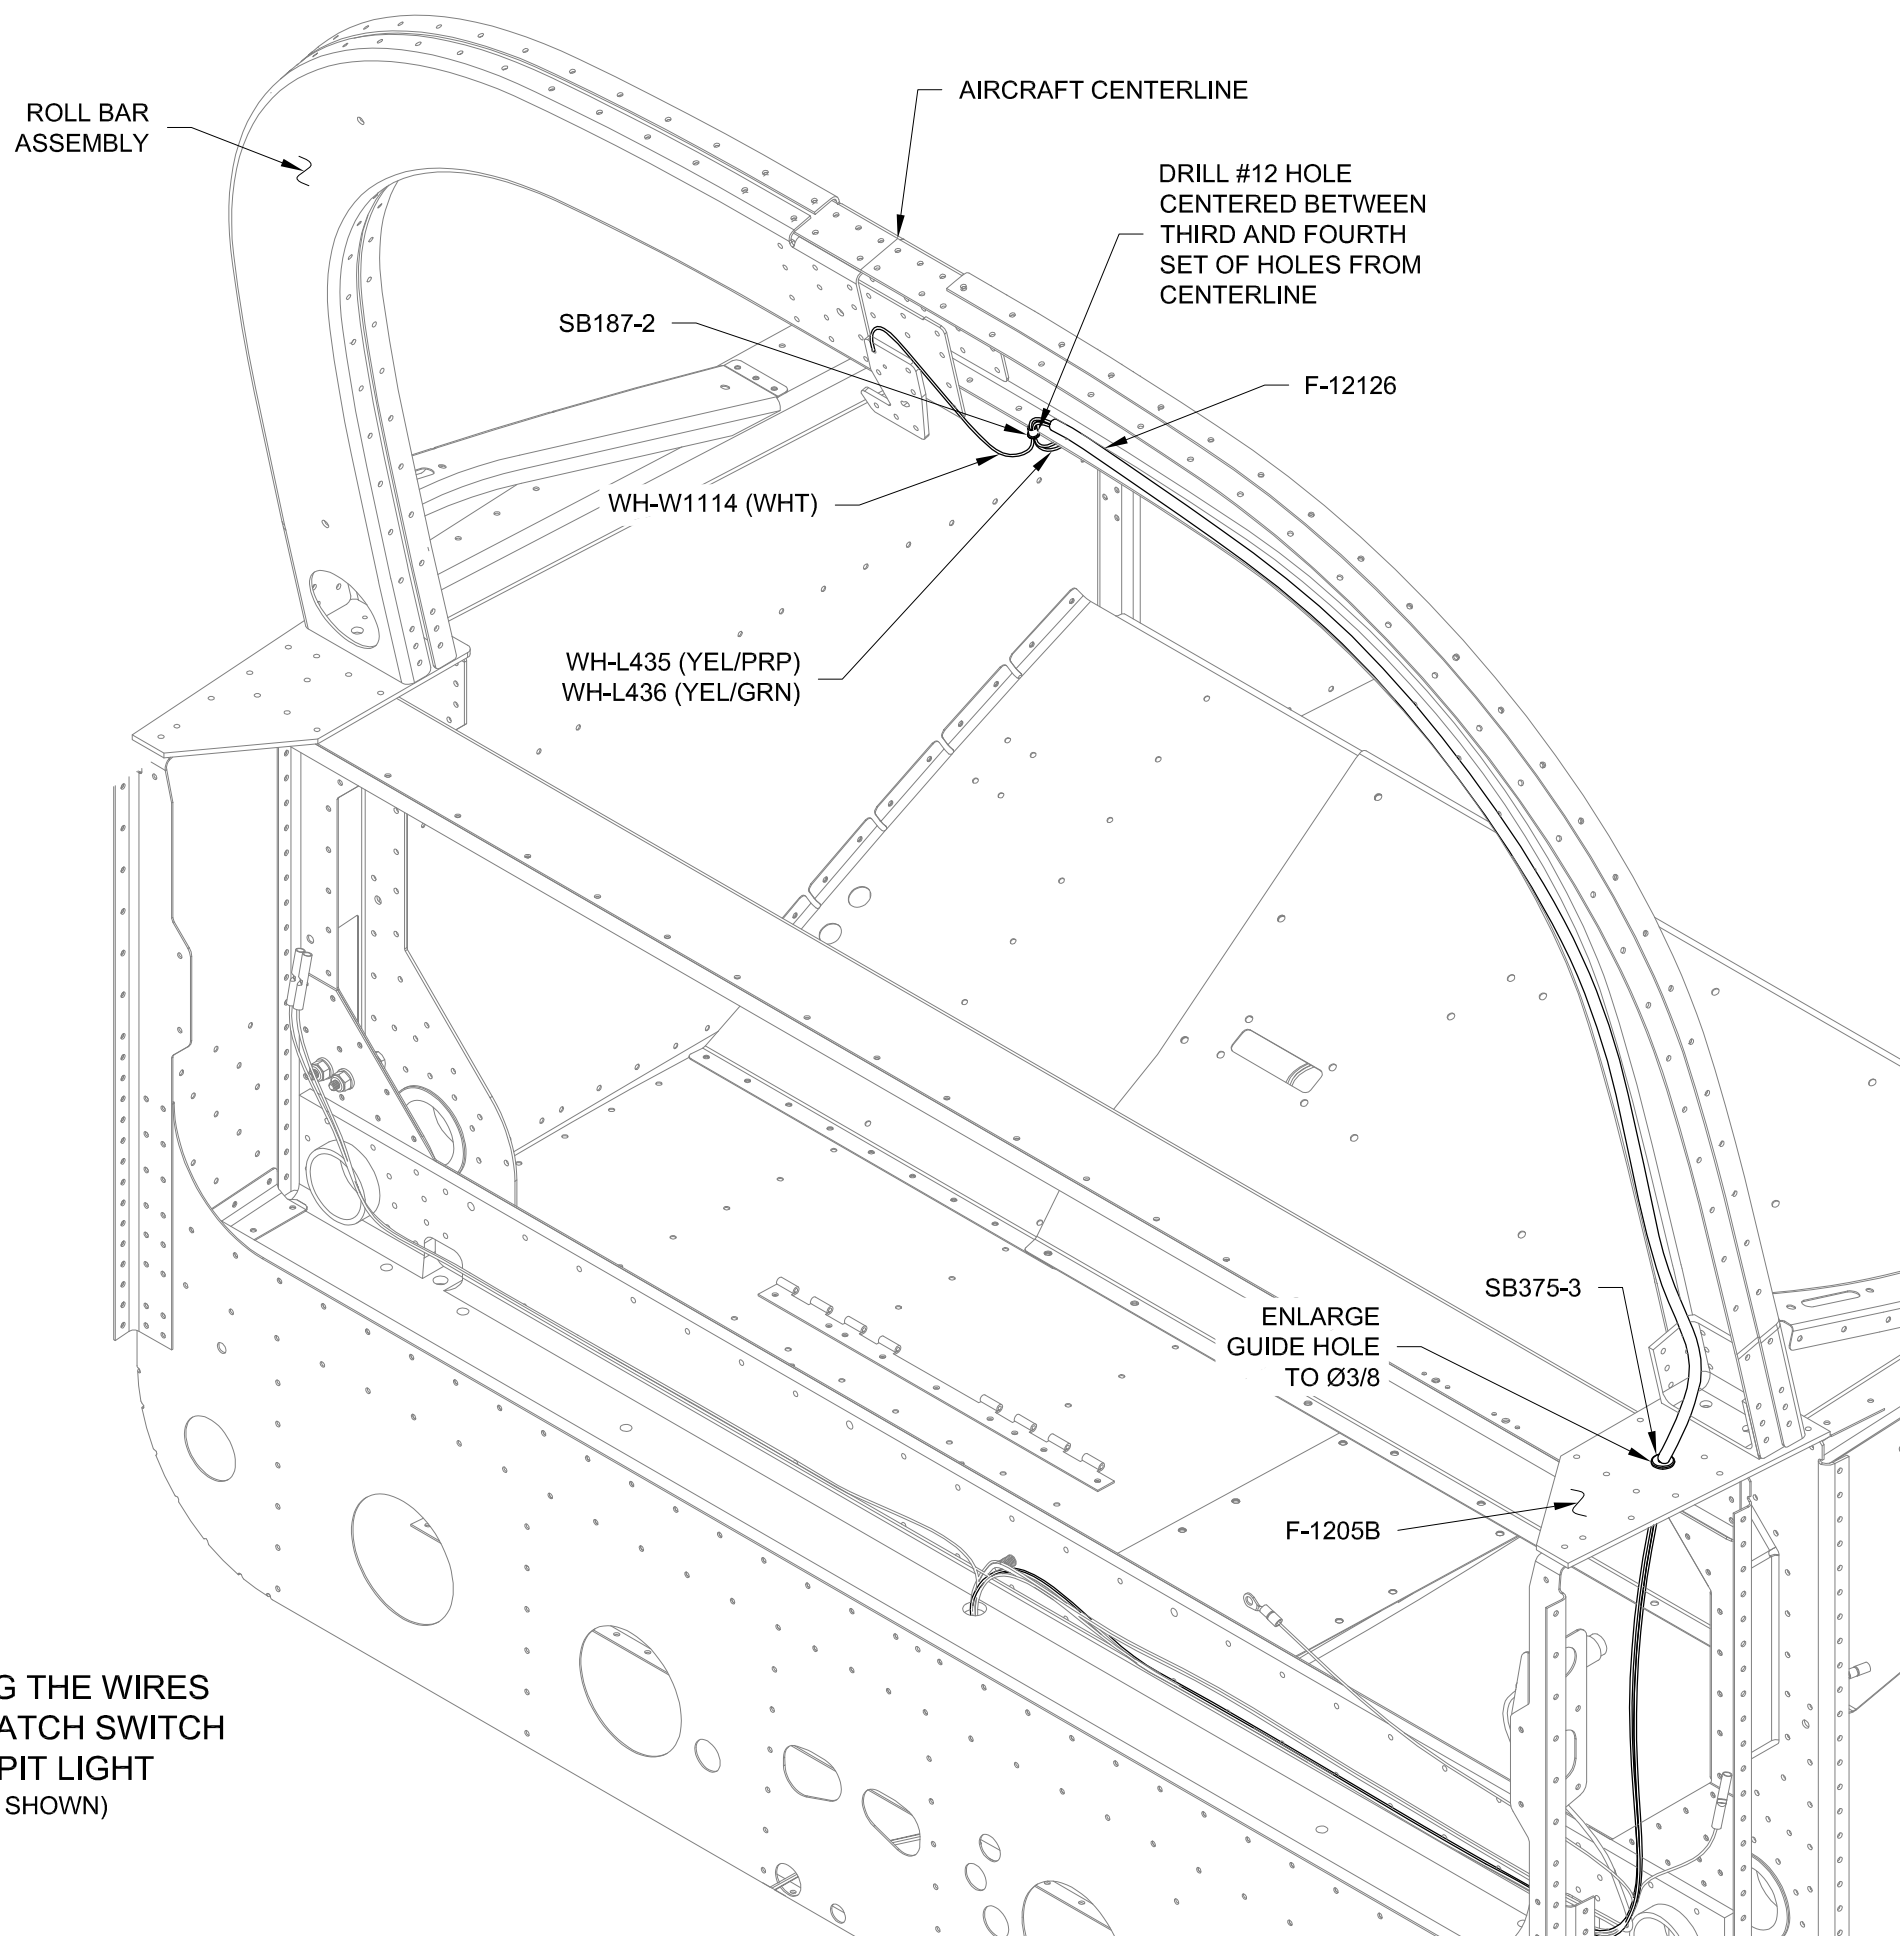 ROLL BAR
ASSEMBLY
AIRCRAFT CENTERLINE
DRILL #12 HOLE
CENTERED BETWEEN
THIRD AND FOURTH
SET OF HOLES FROM
CENTERLINE
SB187-2
F-12126
WH-W1114 (WHT)
WH-L435 (YEL/PRP)
WH-L436 (YEL/GRN)
SB375-3
ENLARGE
GUIDE HOLE
TO Ø3/8
F-1205B
G THE WIRES
ATCH SWITCH
PIT LIGHT
SHOWN)